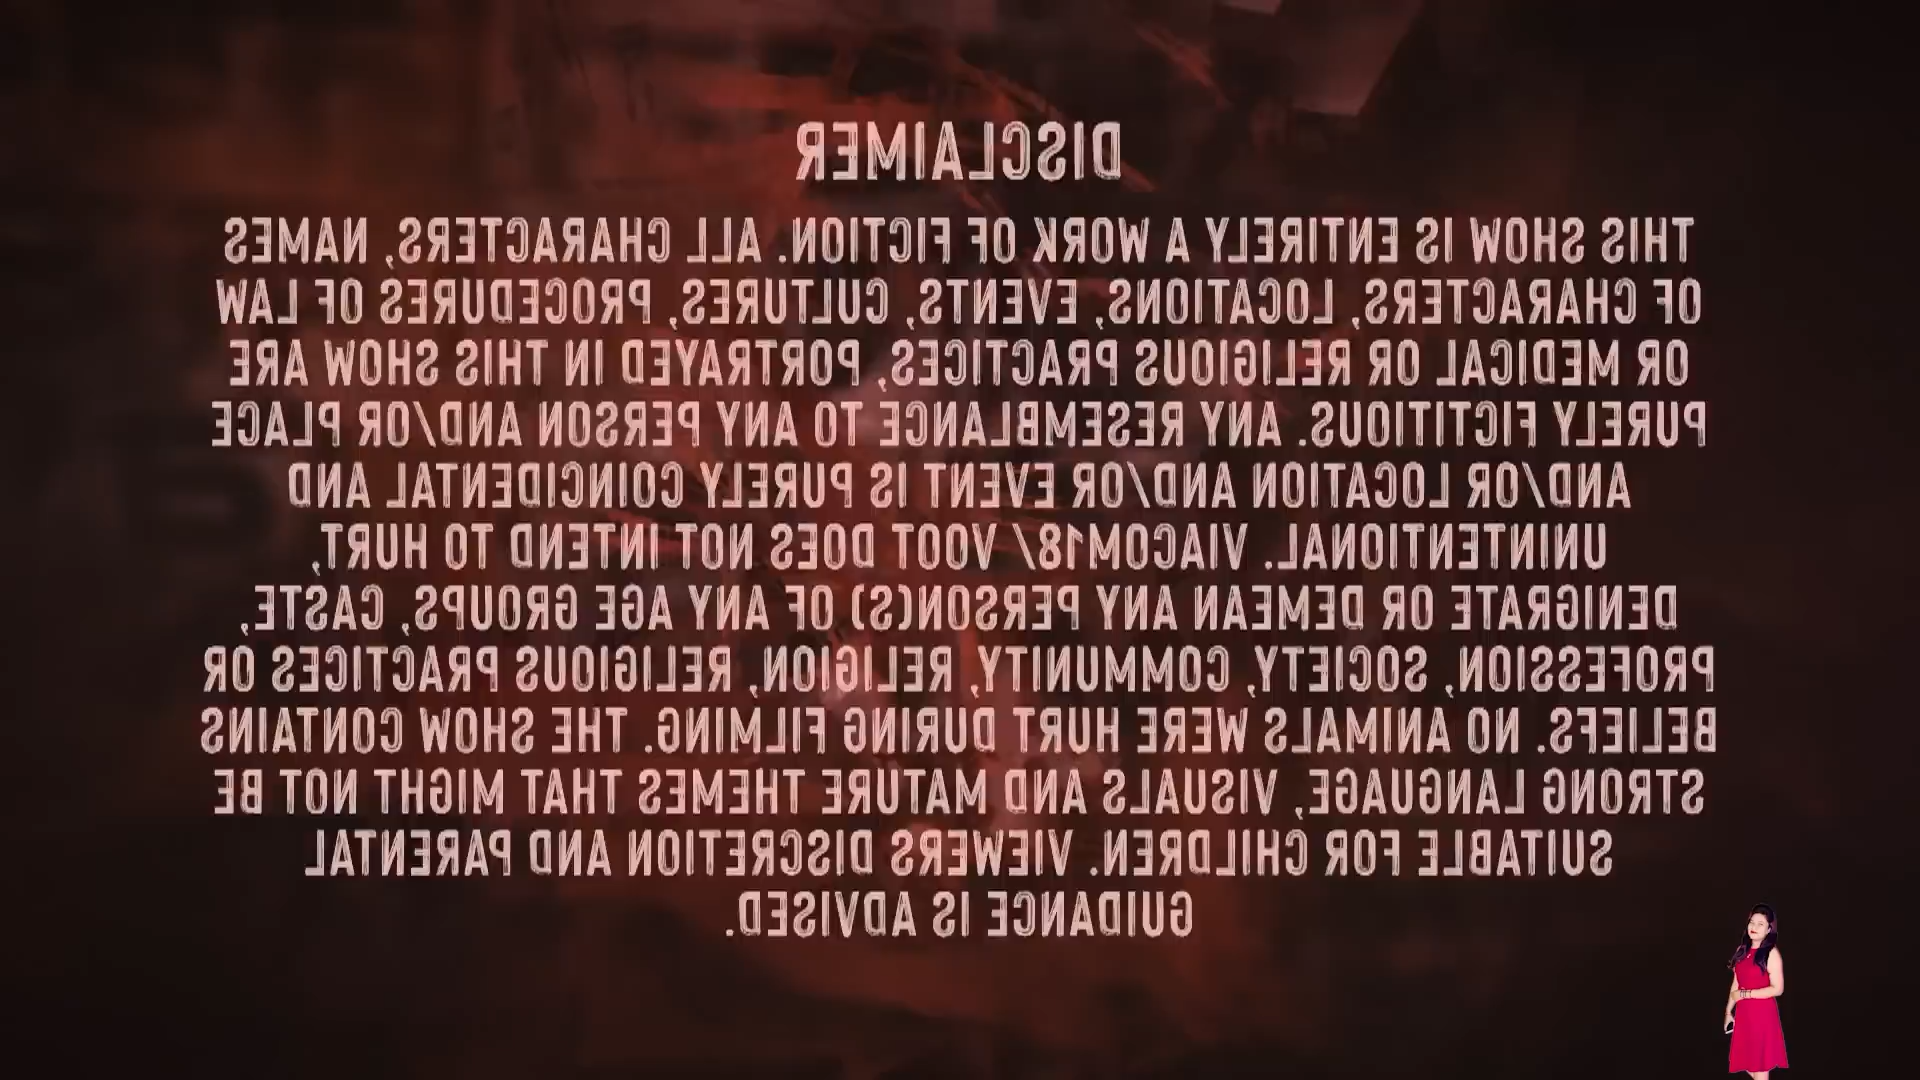 DISCLAIMER
THIS SHOW IS ENTIRELY A WORK OF FICTION. ALL CHARACTERS, NAMES
OF CHARACTERS, LOCATIONS, EVENTS, CULTURES, PROCEDURES OF LAW
OR MEDICAL OR RELIGIOUS PRACTICES, PORTRAYED IN THIS SHOW ARE
PURELY FICTITIOUS. ANY RESEMBLANCE TO ANY PERSON AND/OR PLACE
AND/OR LOCATION AND/OR EVENT IS PURELY COINCIDENTAL AND
UNINTENTIONAL. VIACOM18/ VOOT DOES NOT INTEND TO HURT,
DENIGRATE OR DEMEAN ANY PERSON(S) OF ANY AGE GROUPS, CASTE,
PROFESSION, SOCIETY, COMMUNITY, RELIGION, RELIGIOUS PRACTICES OR
BELIEFS. NO ANIMALS WERE HURT DURING FILMING. THE SHOW CONTAINS
STRONG LANGUAGE, VISUALS AND MATURE THEMES THAT MIGHT NOT BE
SUITABLE FOR CHILDREN. VIEWERS DISCRETION AND PARENTAL
GUIDANCE IS ADVISED.